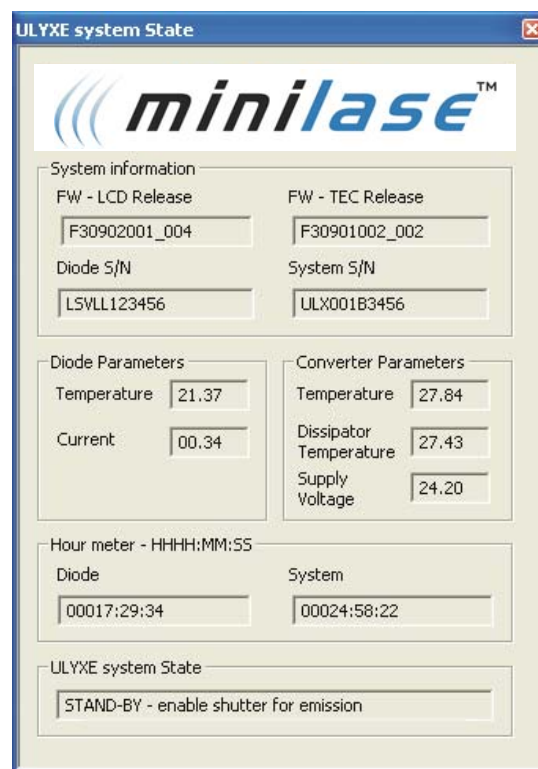 ULYXE system State
minilase™
System information
FW - LCD Release FW - TEC Release
F30902001_004 F30901002_002
Diode S/N System S/N
LSVLL123456 ULX001B3456
Diode Parameters Converter Parameters
Temperature 21.37 Temperature 27.84
Current 00.34 Dissipator Temperature 27.43
Supply Voltage 24.20
Hour meter - HHHH:MM:SS
Diode System
00017:29:34 00024:58:22
ULYXE system State
STAND-BY - enable shutter for emission